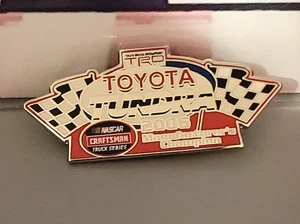 TRD
TOYOTA
TUNDRA
2006
NASCAR
CRAFTSMAN
TRUCK SERIES
Manufacturer's
Champion